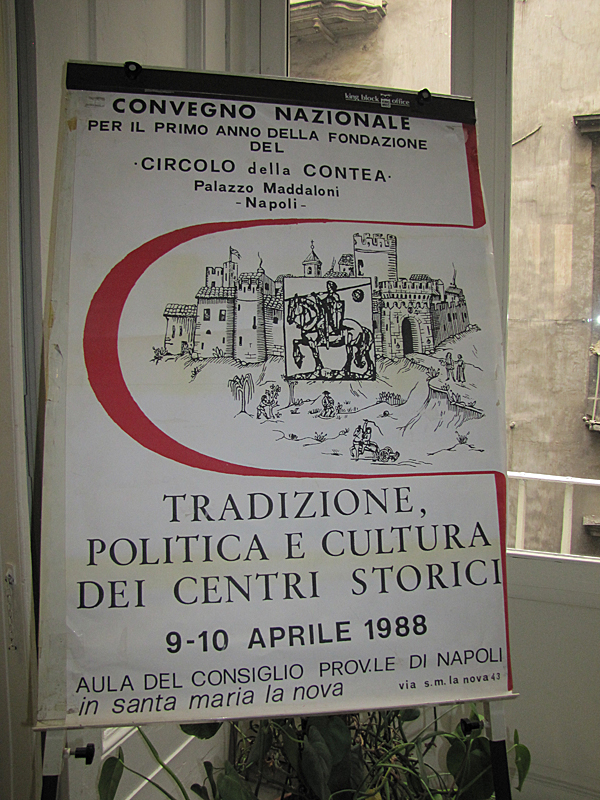 king block office
CONVEGNO NAZIONALE
PER IL PRIMO ANNO DELLA FONDAZIONE
DEL
·CIRCOLO della CONTEA·
Palazzo Maddaloni
-Napoli-
TRADIZIONE,
POLITICA E CULTURA
DEI CENTRI STORICI
9-10 APRILE 1988
AULA DEL CONSIGLIO PROV.LE DI NAPOLI
in santa maria la nova via s.m. la nova 43